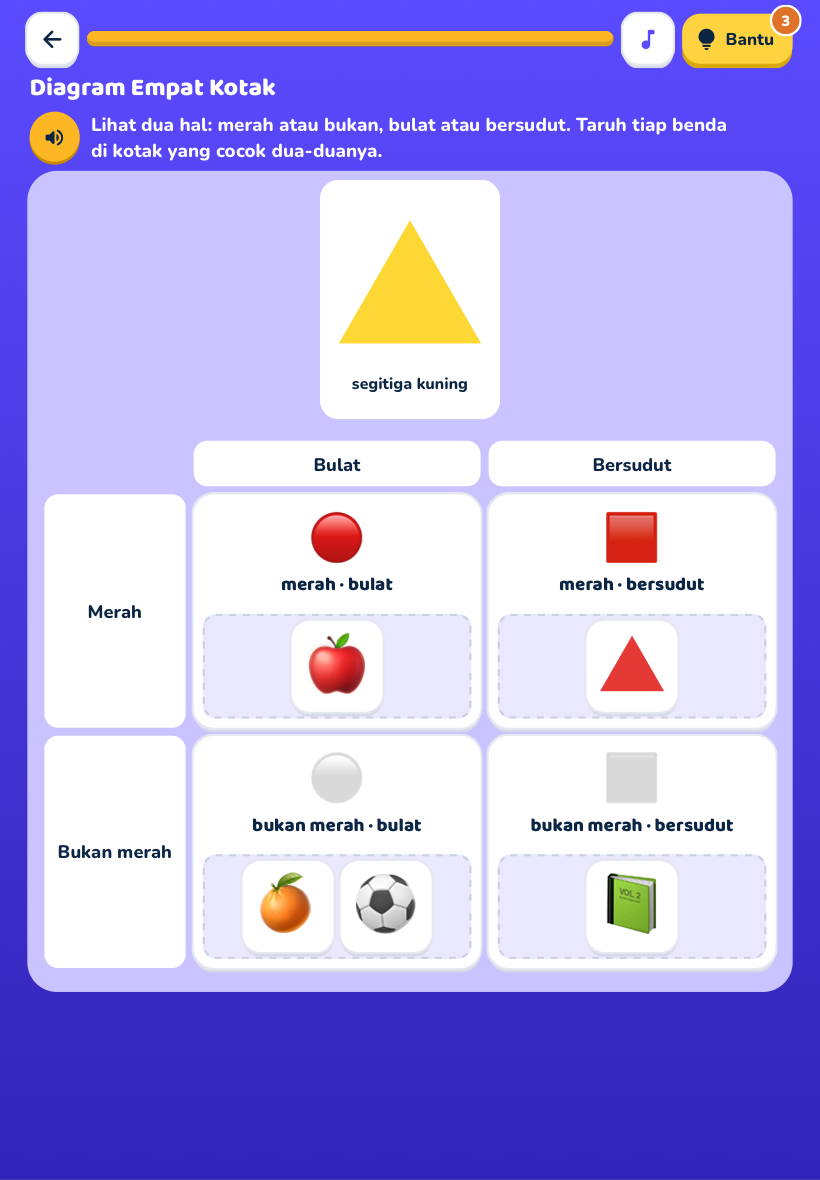 3
Bantu
Diagram Empat Kotak
Lihat dua hal: merah atau bukan, bulat atau bersudut. Taruh tiap benda
di kotak yang cocok dua-duanya.
segitiga kuning
Bulat
Bersudut
Merah
merah · bulat
merah · bersudut
Bukan merah
bukan merah · bulat
bukan merah · bersudut
VOL. 2